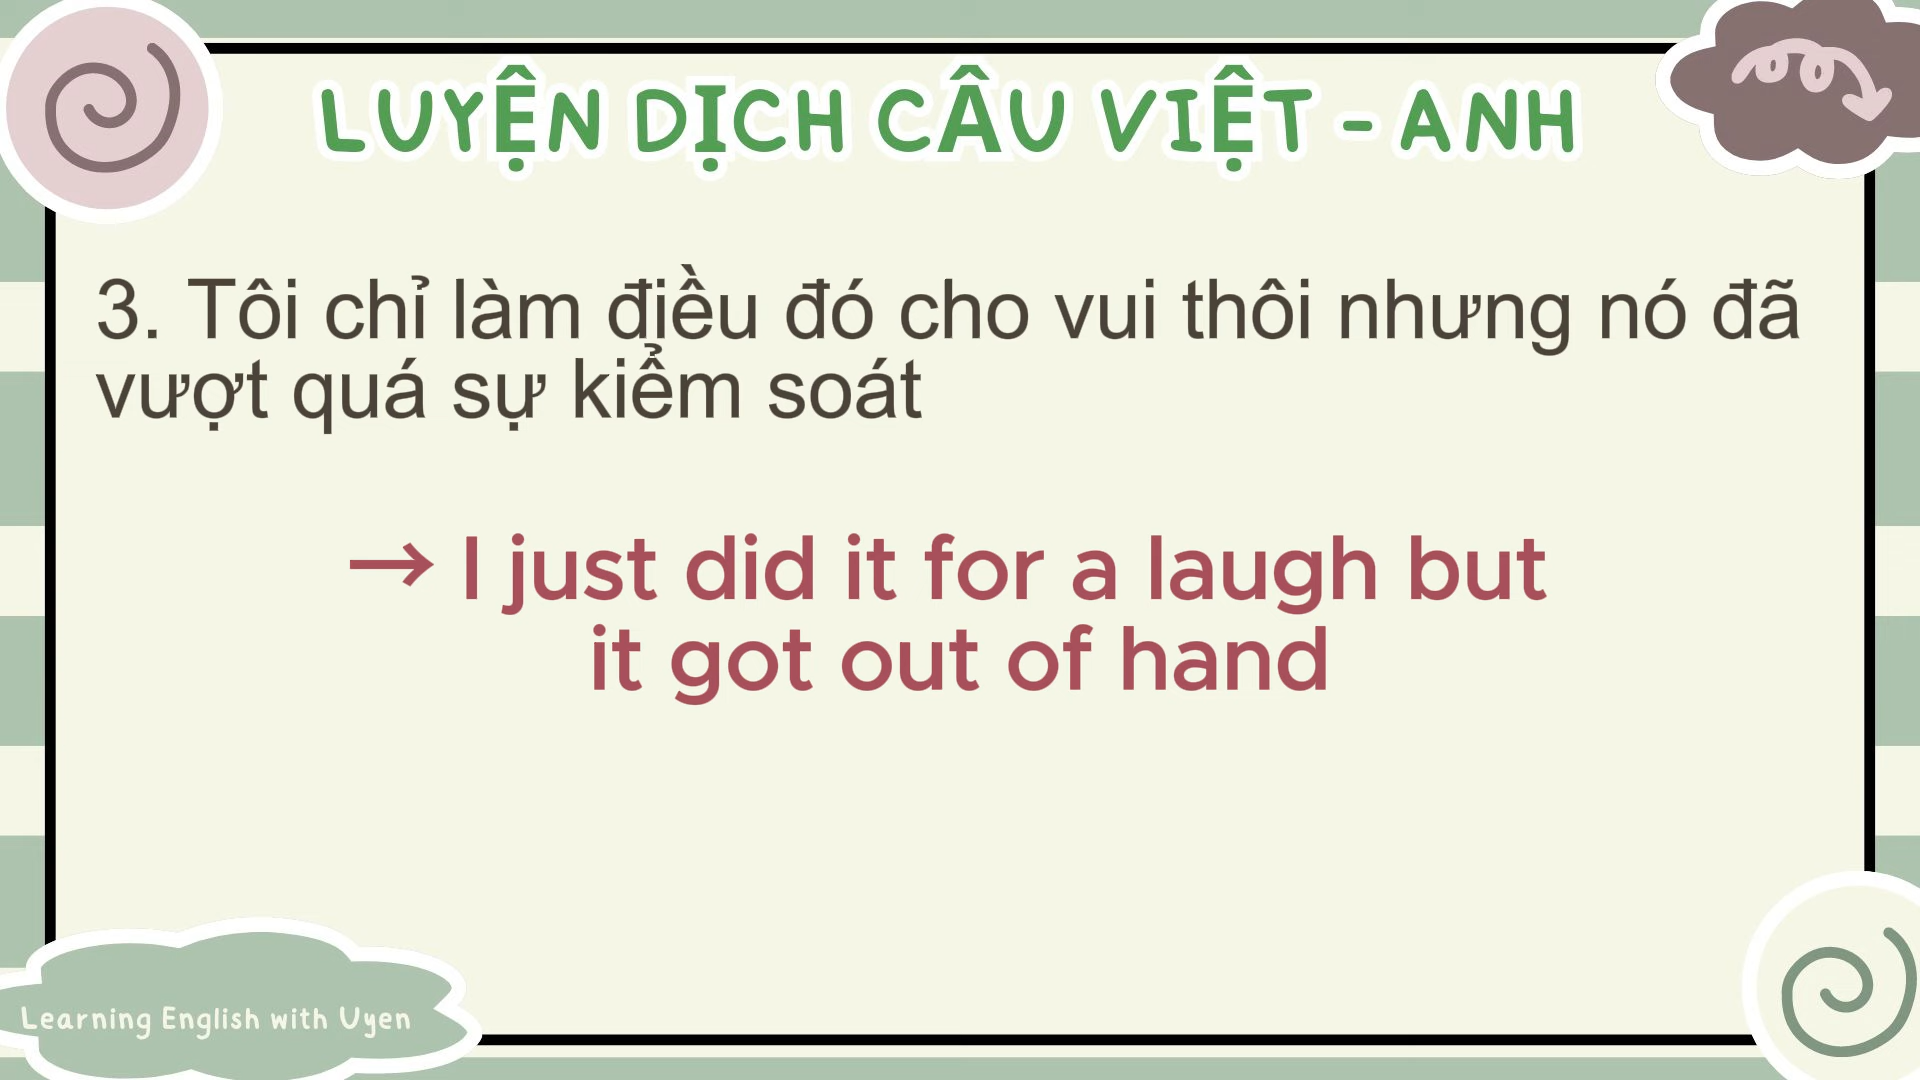 LUYỆN DỊCH CÂU VIỆT - ANH
3. Tôi chỉ làm điều đó cho vui thôi nhưng nó đã
vượt quá sự kiểm soát
→ I just did it for a laugh but
it got out of hand
Learning English with Uyen